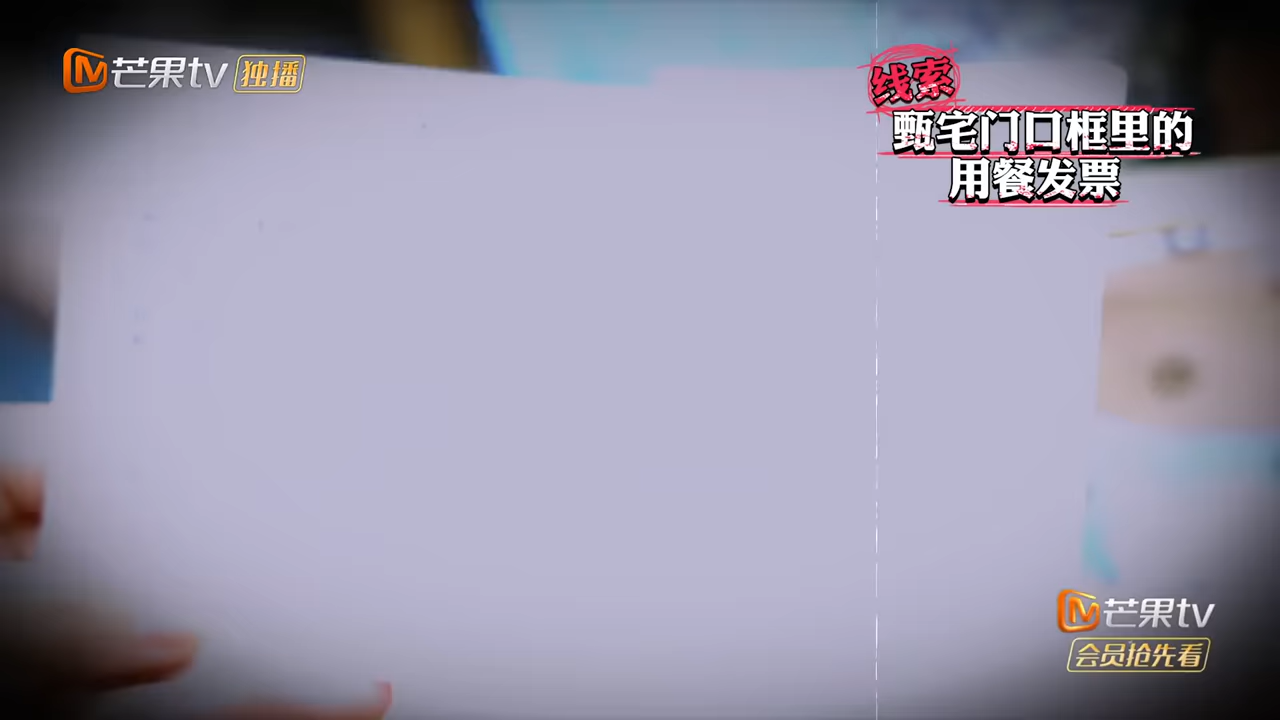 芒果tv 独播
线索
甄宅门口框里的
用餐发票
芒果tv
会员抢先看